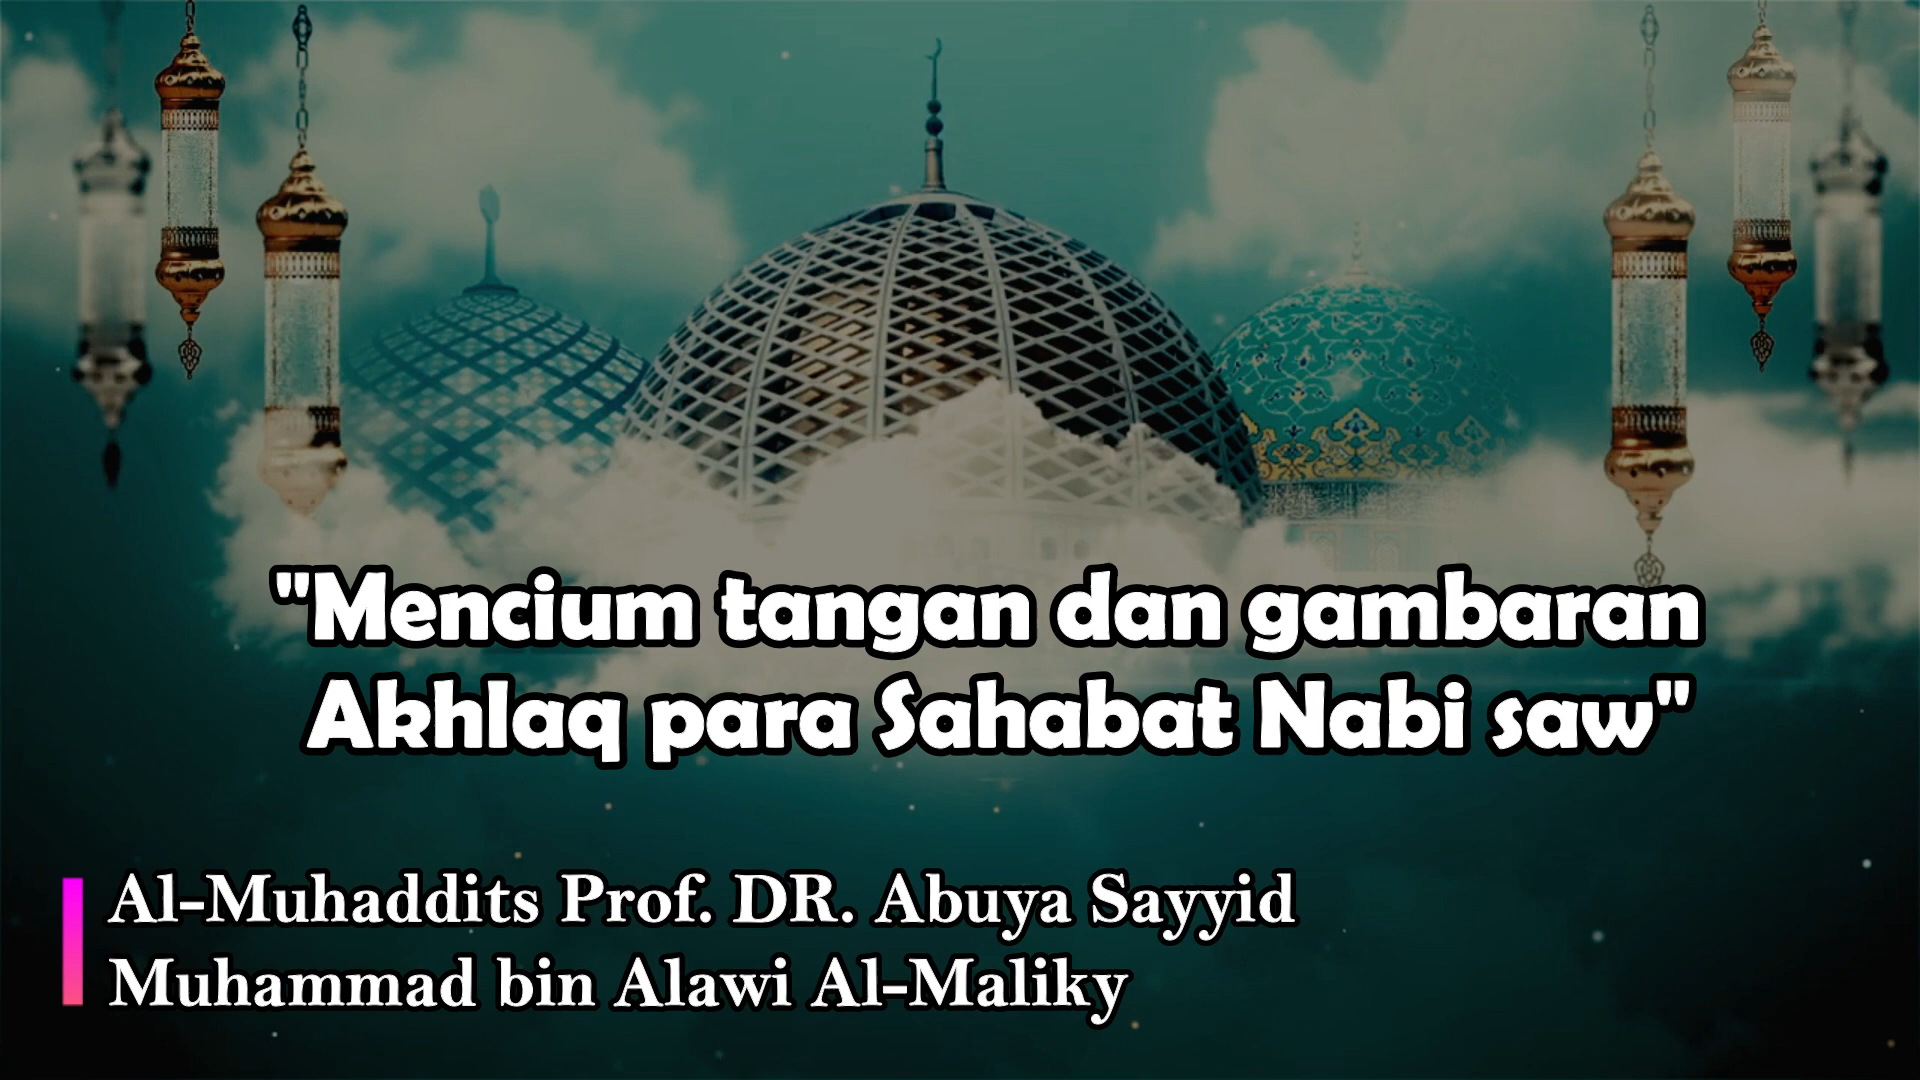 "Mencium tangan dan gambaran
Akhlaq para Sahabat Nabi saw"
Al-Muhaddits Prof. DR. Abuya Sayyid
Muhammad bin Alawi Al-Maliky